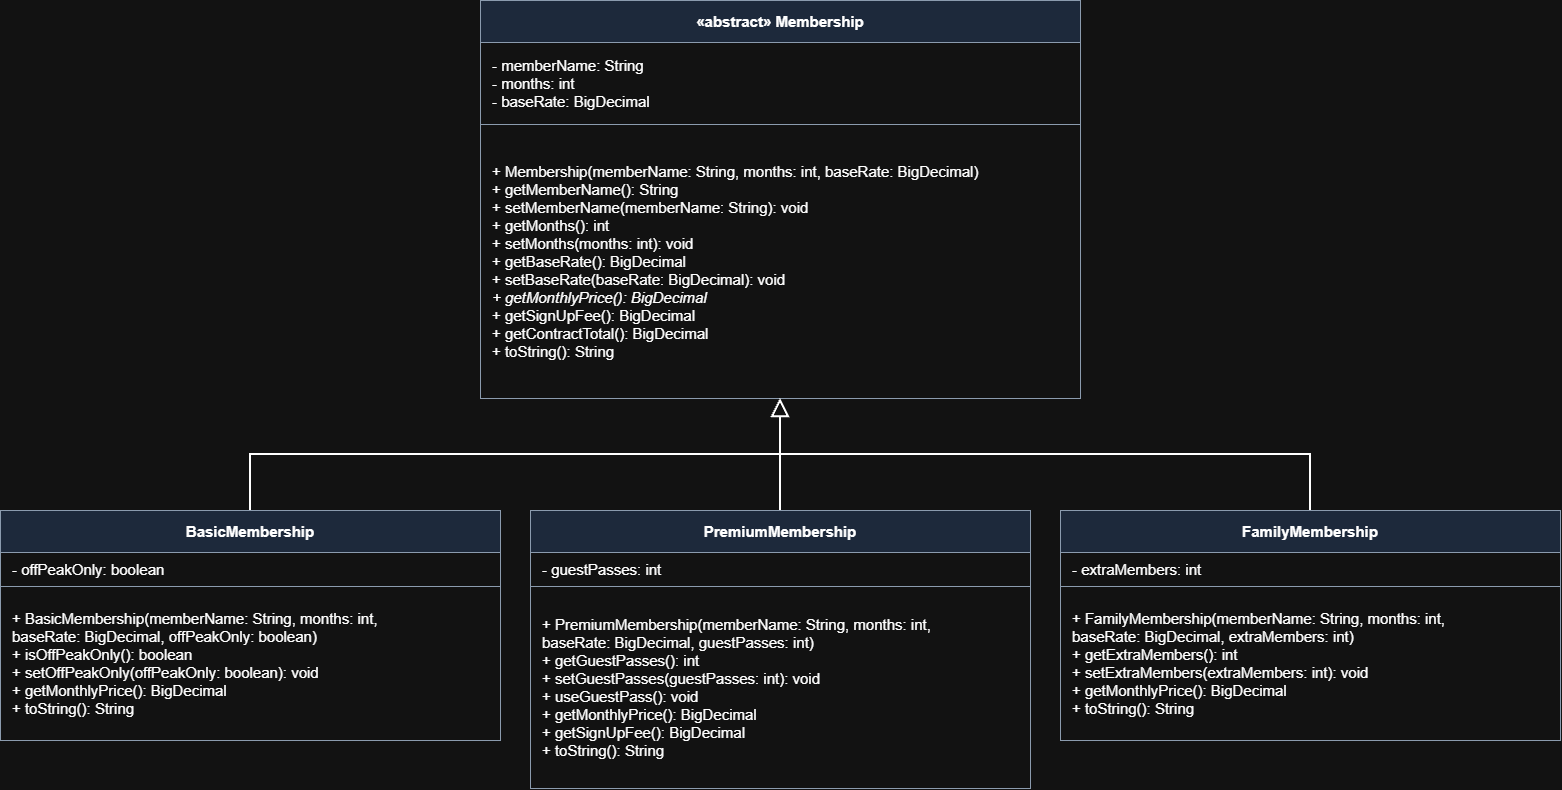 «abstract» Membership
- memberName: String
- months: int
- baseRate: BigDecimal
+ Membership(memberName: String, months: int, baseRate: BigDecimal)
+ getMemberName(): String
+ setMemberName(memberName: String): void
+ getMonths(): int
+ setMonths(months: int): void
+ getBaseRate(): BigDecimal
+ setBaseRate(baseRate: BigDecimal): void
+ getMonthlyPrice(): BigDecimal
+ getSignUpFee(): BigDecimal
+ getContractTotal(): BigDecimal
+ toString(): String
BasicMembership
- offPeakOnly: boolean
+ BasicMembership(memberName: String, months: int,
baseRate: BigDecimal, offPeakOnly: boolean)
+ isOffPeakOnly(): boolean
+ setOffPeakOnly(offPeakOnly: boolean): void
+ getMonthlyPrice(): BigDecimal
+ toString(): String
PremiumMembership
- guestPasses: int
+ PremiumMembership(memberName: String, months: int,
baseRate: BigDecimal, guestPasses: int)
+ getGuestPasses(): int
+ setGuestPasses(guestPasses: int): void
+ useGuestPass(): void
+ getMonthlyPrice(): BigDecimal
+ getSignUpFee(): BigDecimal
+ toString(): String
FamilyMembership
- extraMembers: int
+ FamilyMembership(memberName: String, months: int,
baseRate: BigDecimal, extraMembers: int)
+ getExtraMembers(): int
+ setExtraMembers(extraMembers: int): void
+ getMonthlyPrice(): BigDecimal
+ toString(): String